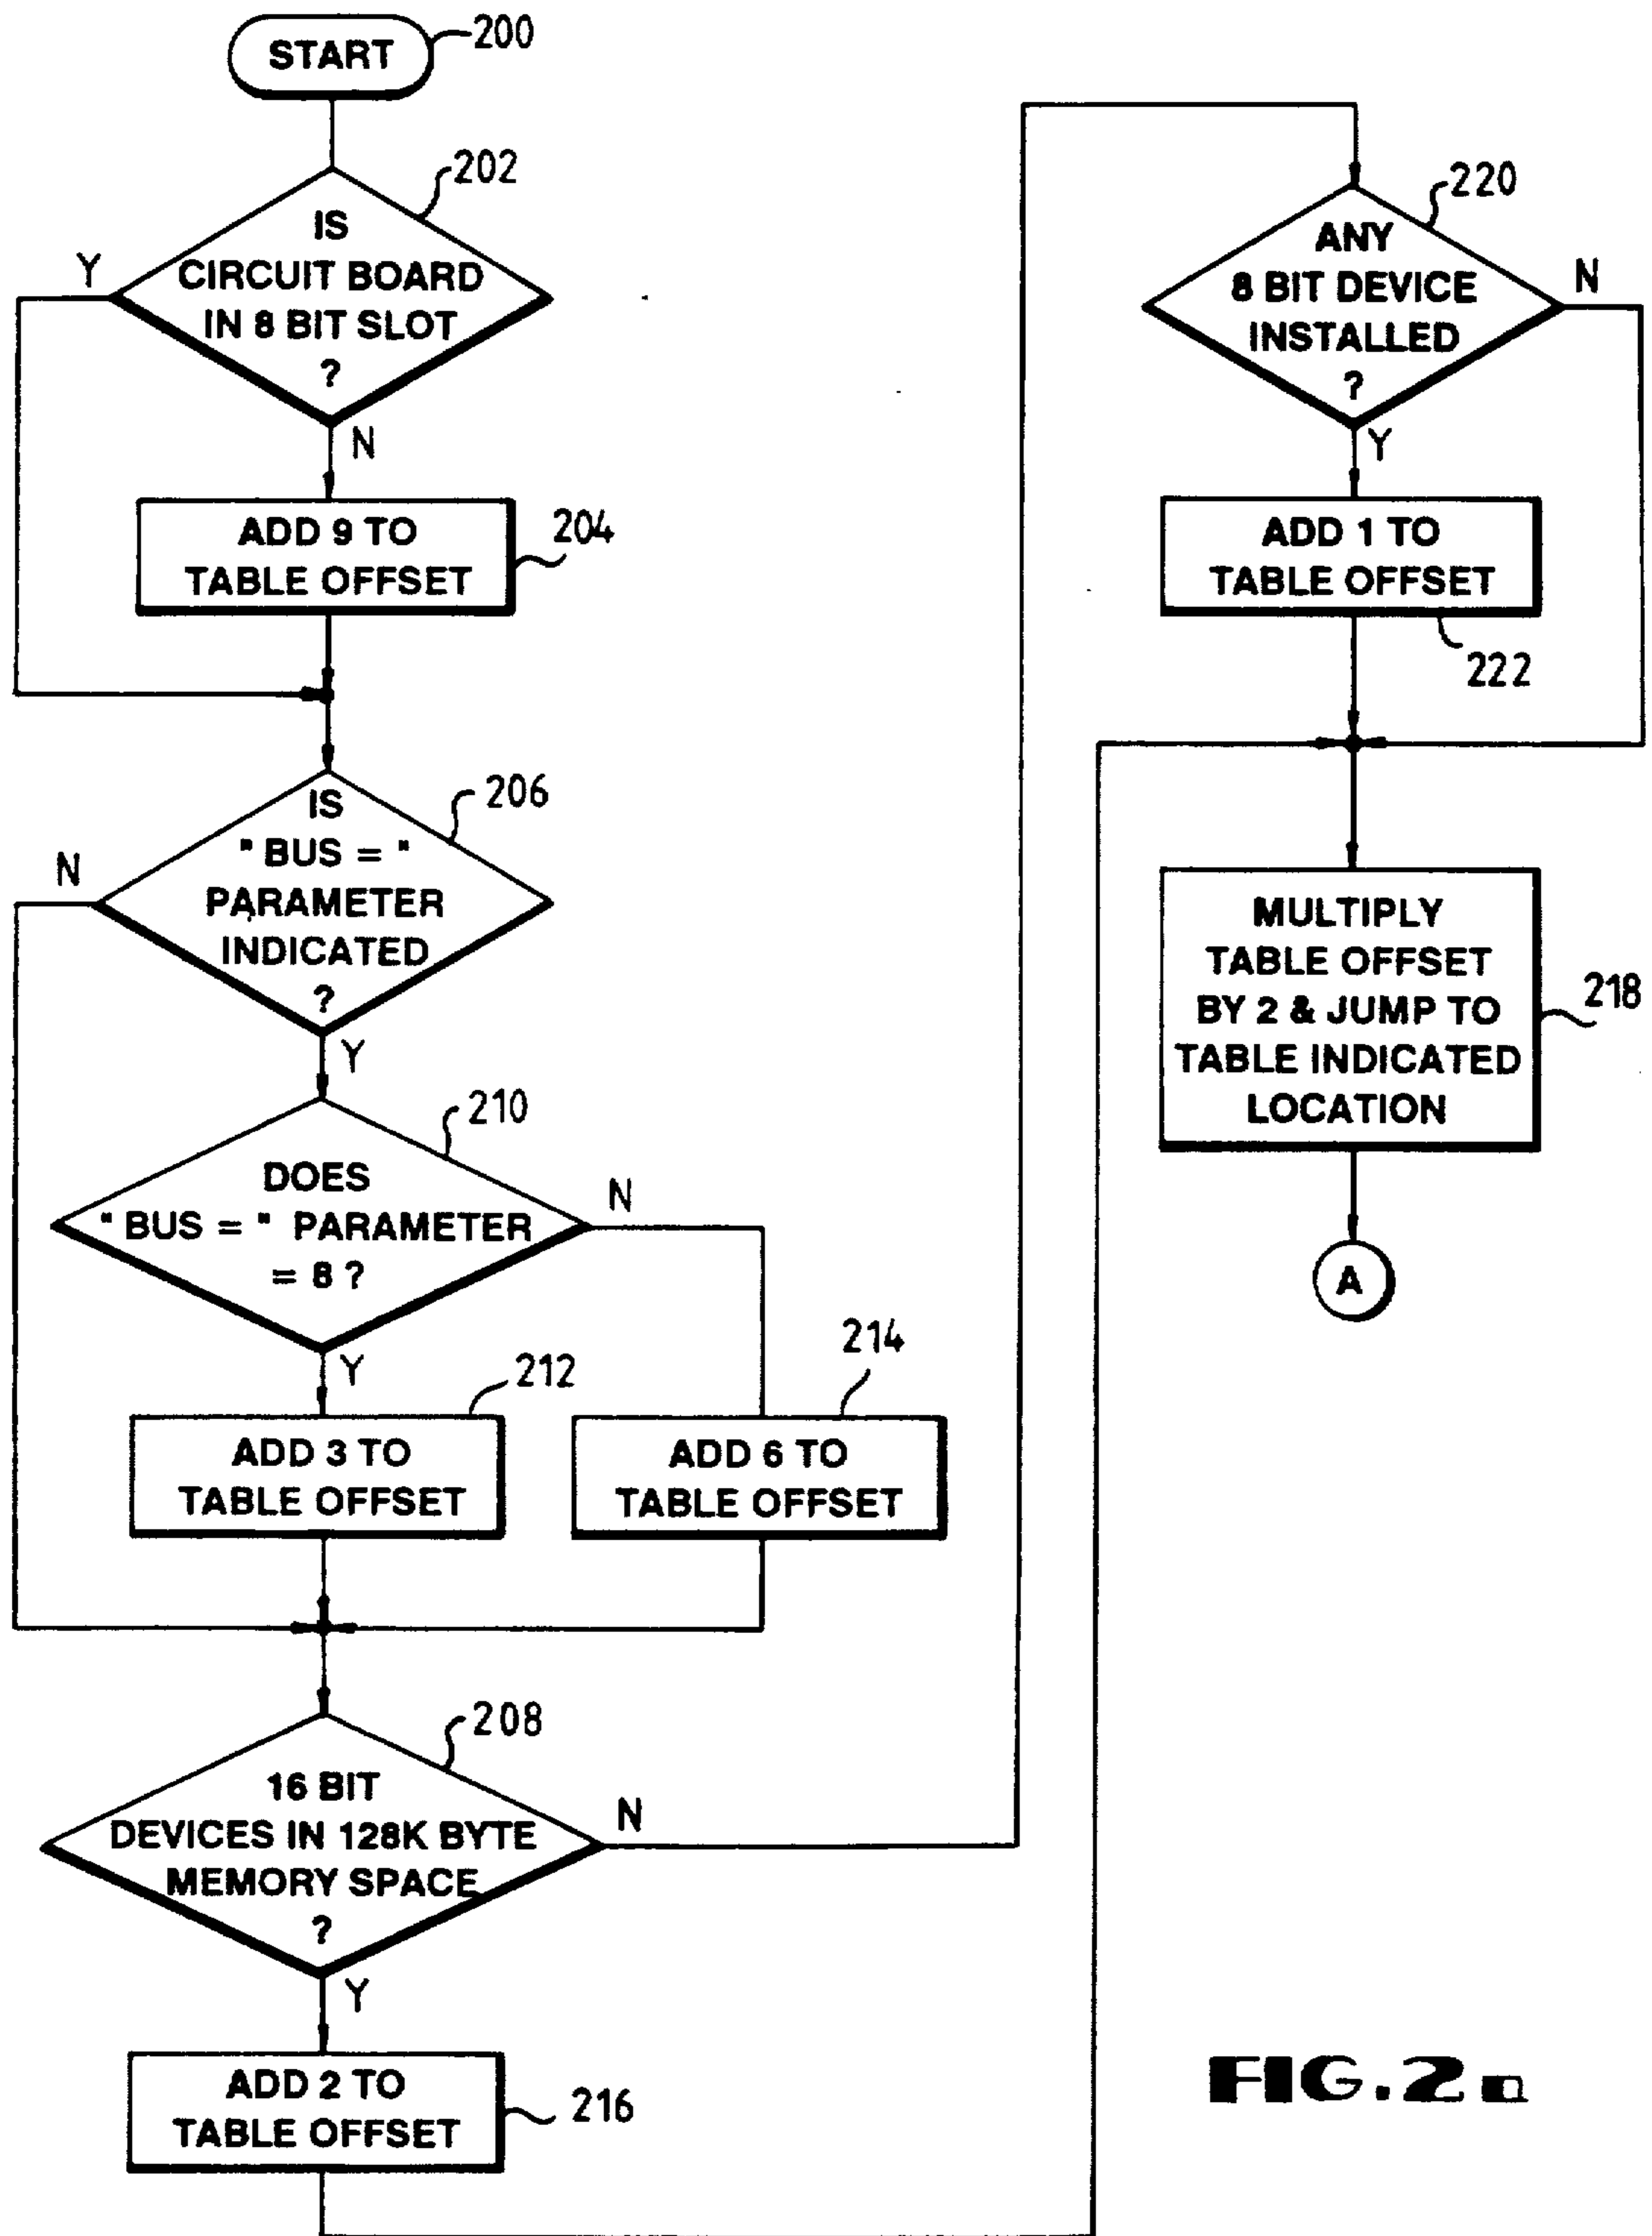 START
200
202
IS
CIRCUIT BOARD
IN 8 BIT SLOT
?
Y
N
ADD 9 TO
TABLE OFFSET
204
206
IS
" BUS = "
PARAMETER
INDICATED
?
N
Y
210
DOES
" BUS = " PARAMETER
= 8 ?
N
Y
212
214
ADD 3 TO
TABLE OFFSET
ADD 6 TO
TABLE OFFSET
208
16 BIT
DEVICES IN 128K BYTE
MEMORY SPACE
?
N
Y
ADD 2 TO
TABLE OFFSET
216
220
ANY
8 BIT DEVICE
INSTALLED
?
N
Y
ADD 1 TO
TABLE OFFSET
222
MULTIPLY
TABLE OFFSET
BY 2 & JUMP TO
TABLE INDICATED
LOCATION
218
A
FIG.2a